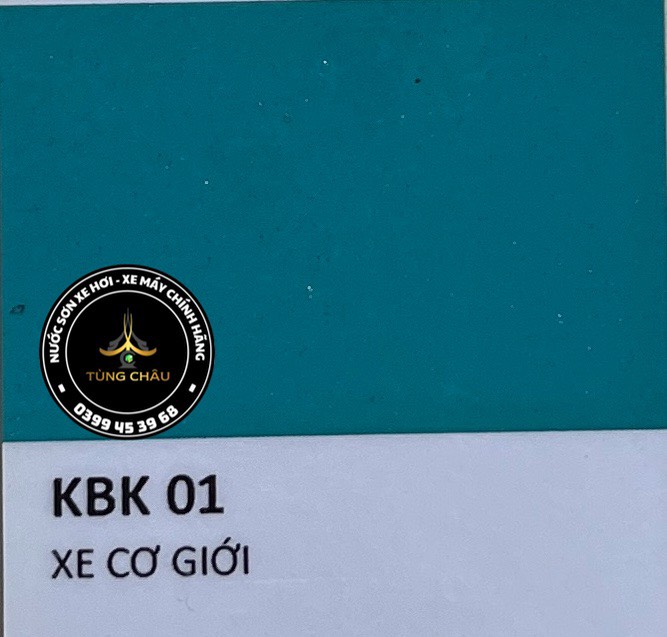 NƯỚC SƠN XE HƠI - XE MÁY CHÍNH HÃNG
TÙNG CHÂU
- 0399 45 39 68 -
KBK 01
XE CƠ GIỚI